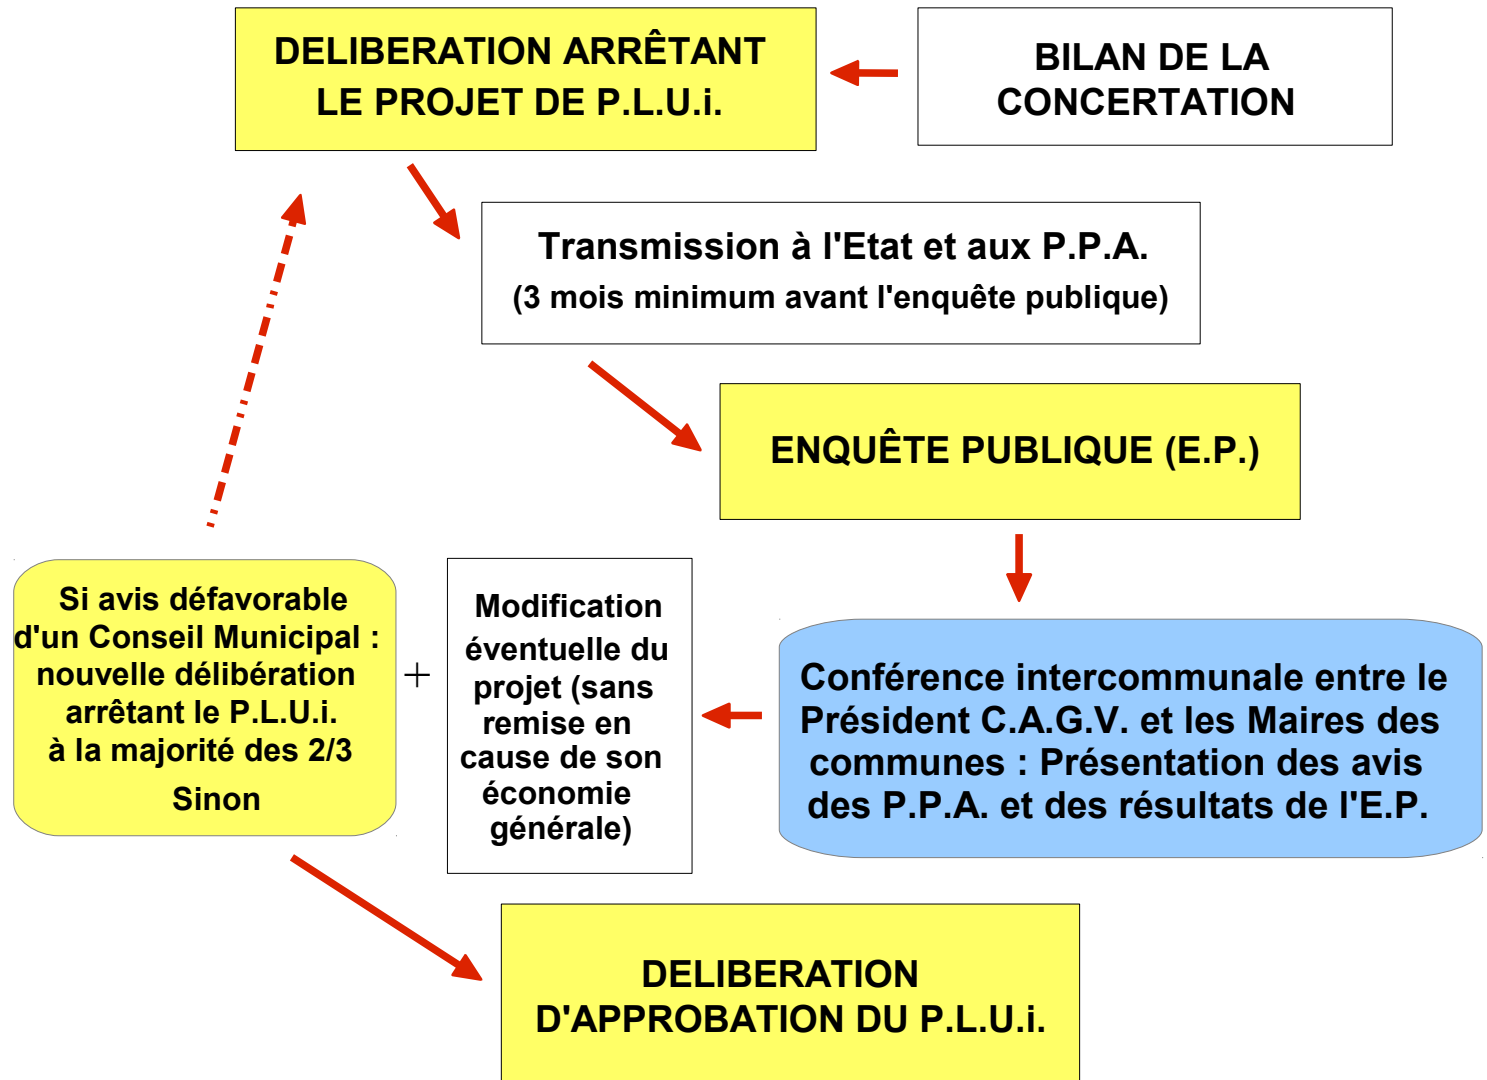 DELIBERATION ARRÊTANT
LE PROJET DE P.L.U.i.
BILAN DE LA
CONCERTATION
Transmission à l'Etat et aux P.P.A.
(3 mois minimum avant l'enquête publique)
ENQUÊTE PUBLIQUE (E.P.)
Conférence intercommunale entre le
Président C.A.G.V. et les Maires des
communes : Présentation des avis
des P.P.A. et des résultats de l'E.P.
Modification
éventuelle du
projet (sans
remise en
cause de son
économie
générale)
+
Si avis défavorable
d'un Conseil Municipal :
nouvelle délibération
arrêtant le P.L.U.i.
à la majorité des 2/3
Sinon
DELIBERATION
D'APPROBATION DU P.L.U.i.